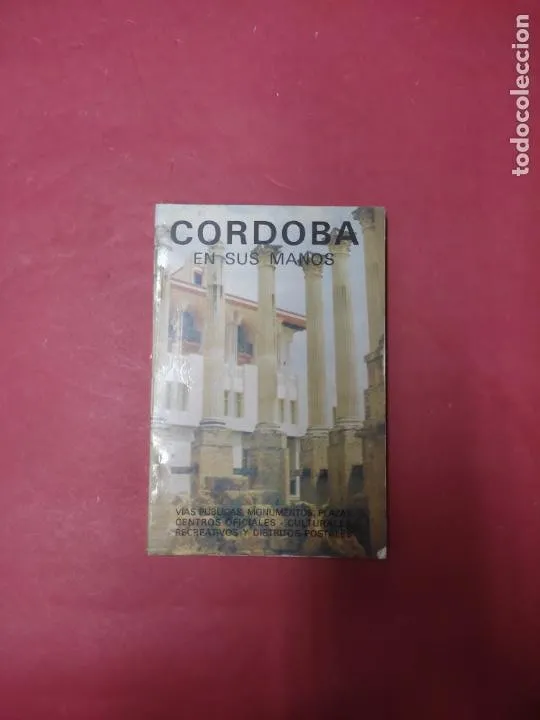 CORDOBA
EN SUS MANOS
VIAS PUBLICAS, MONUMENTOS, PLAZAS
CENTROS OFICIALES - CULTURALES
RECREATIVOS Y DISTRITOS POSTALES
todocoleccion